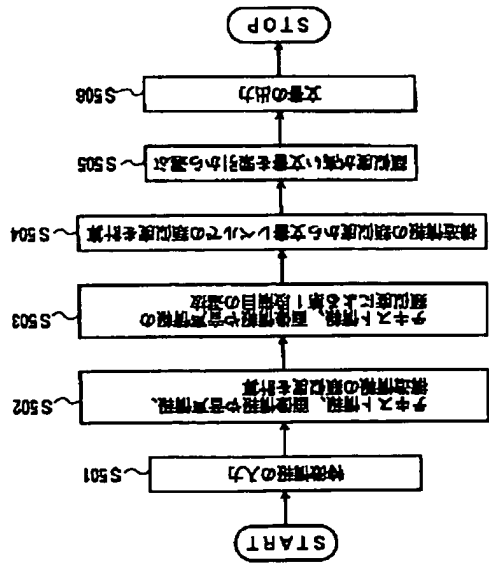 START
S501
特徴情報の入力
S502
テキスト情報、画像情報や音声情報、
構造情報の類似度を計算
S503
テキスト情報、画像情報や音声情報の
類似度による第1段階目の選抜
S504
構造情報の類似度から文書レベルでの類似度を計算
S505
類似度が高い文書を索引から選ぶ
S506
文書の出力
STOP